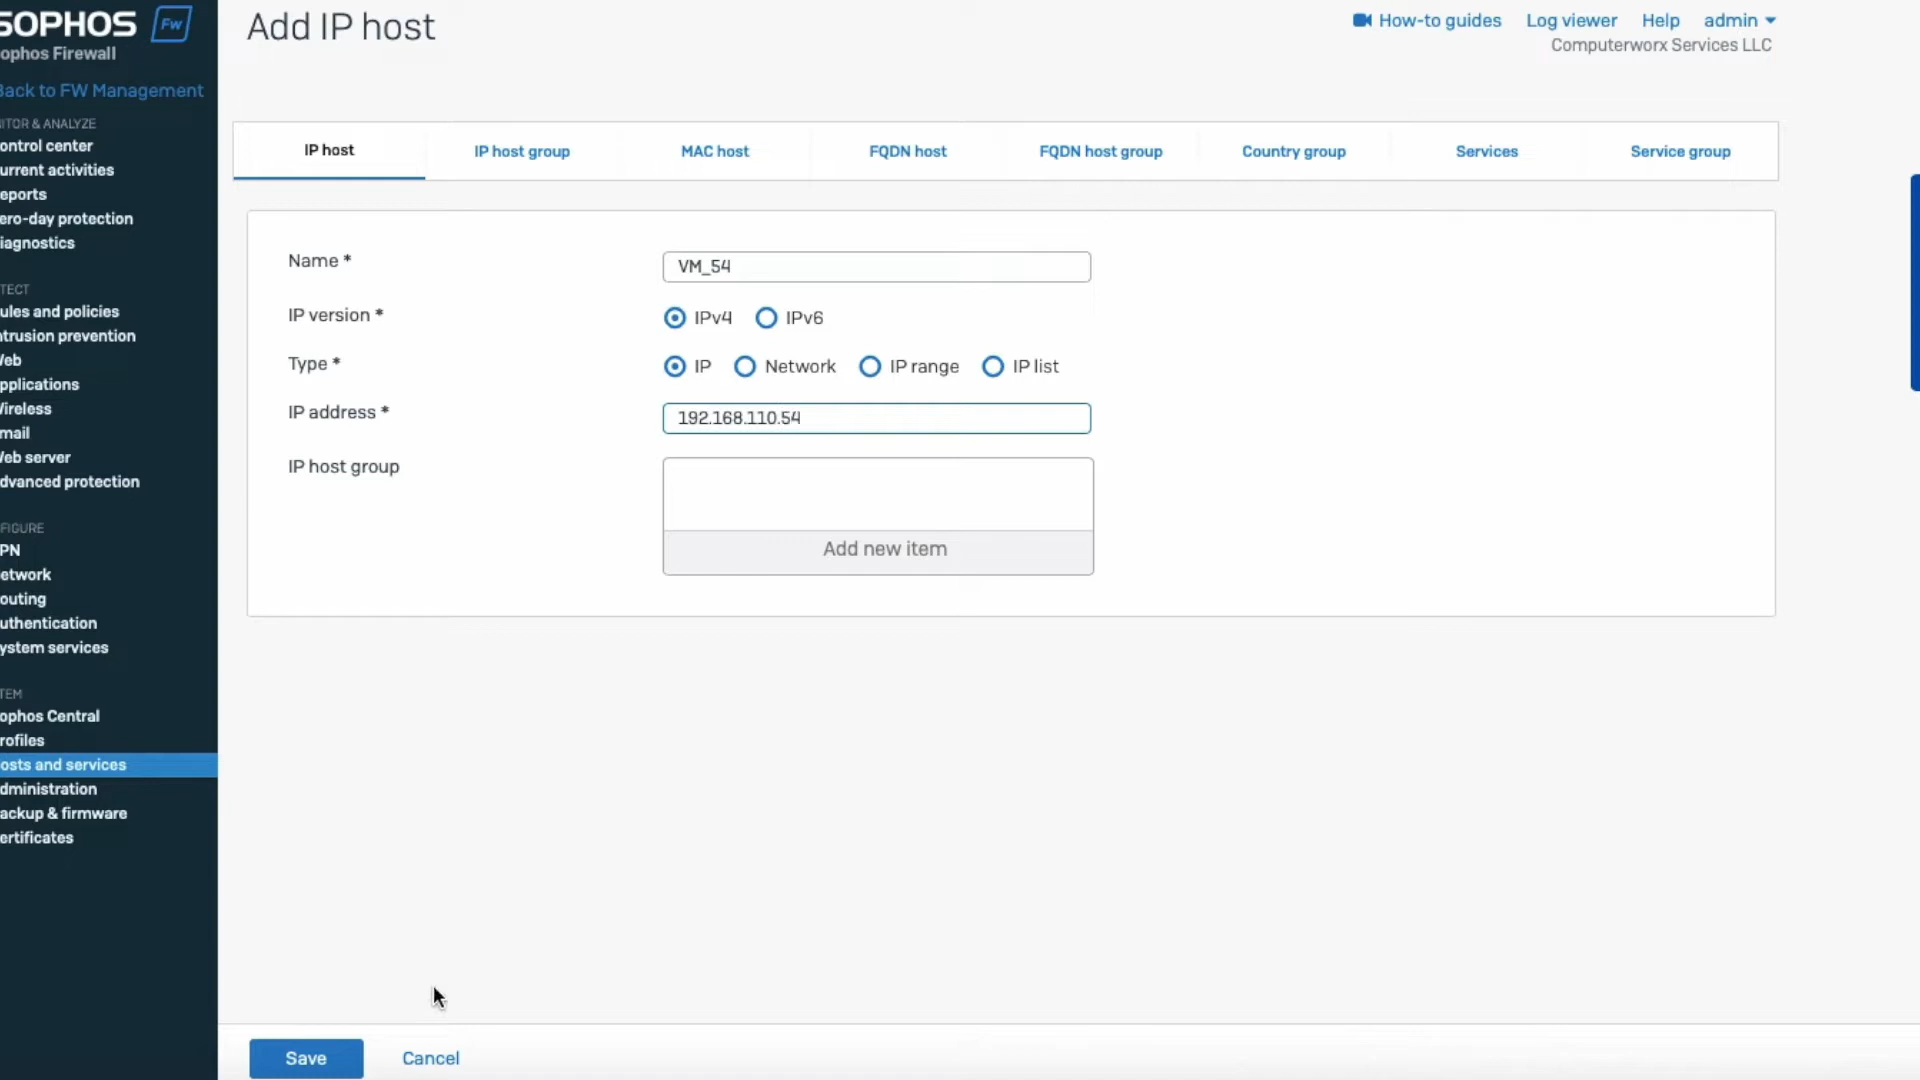 SOPHOS Fw
ophos Firewall
Back to FW Management
ITOR & ANALYZE
ontrol center
urrent activities
eports
ero-day protection
iagnostics
TECT
ules and policies
ntrusion prevention
Web
pplications
Wireless
mail
Web server
dvanced protection
FIGURE
PN
etwork
outing
uthentication
ystem services
TEM
ophos Central
rofiles
osts and services
dministration
ackup & firmware
ertificates
Add IP host
How-to guides Log viewer Help admin
Computerworx Services LLC
IP host IP host group MAC host FQDN host FQDN host group Country group Services Service group
Name * VM_54
IP version * IPv4 IPv6
Type * IP Network IP range IP list
IP address * 192.168.110.54
IP host group
Add new item
Save Cancel